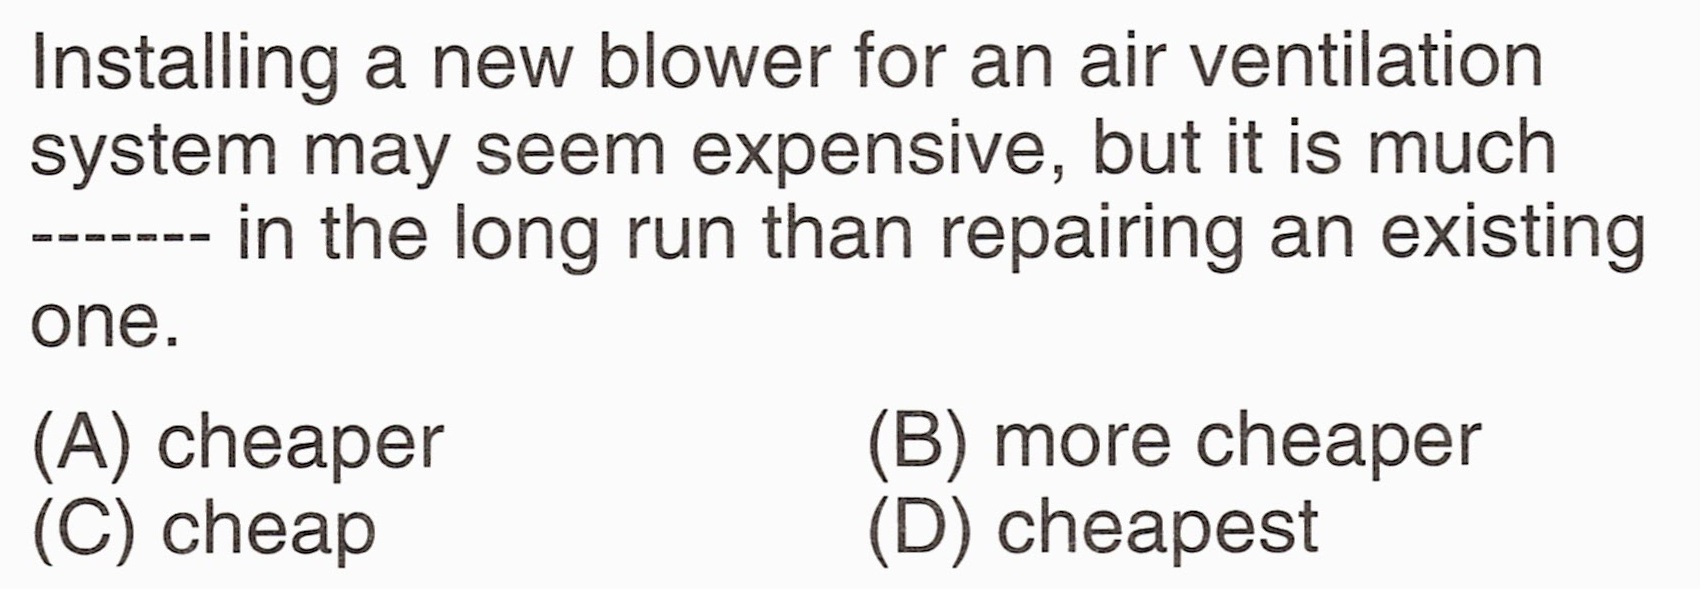 Installing a new blower for an air ventilation
system may seem expensive, but it is much
------- in the long run than repairing an existing
one.
(A) cheaper (B) more cheaper
(C) cheap (D) cheapest